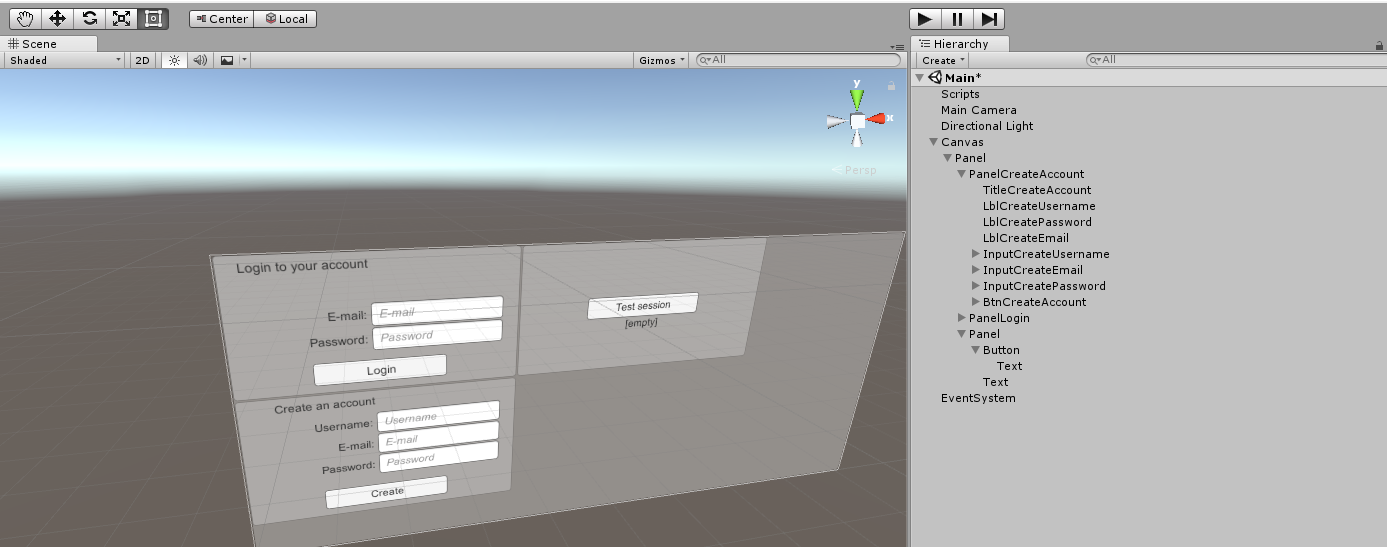 Center Local
Scene
Shaded 2D Gizmos All
y
x
Persp
Login to your account
E-mail: E-mail
Password: Password
Login
Test session
[empty]
Create an account
Username: Username
E-mail: E-mail
Password: Password
Create
Hierarchy
Create All
Main*
Scripts
Main Camera
Directional Light
Canvas
Panel
PanelCreateAccount
TitleCreateAccount
LblCreateUsername
LblCreatePassword
LblCreateEmail
InputCreateUsername
InputCreateEmail
InputCreatePassword
BtnCreateAccount
PanelLogin
Panel
Button
Text
Text
EventSystem